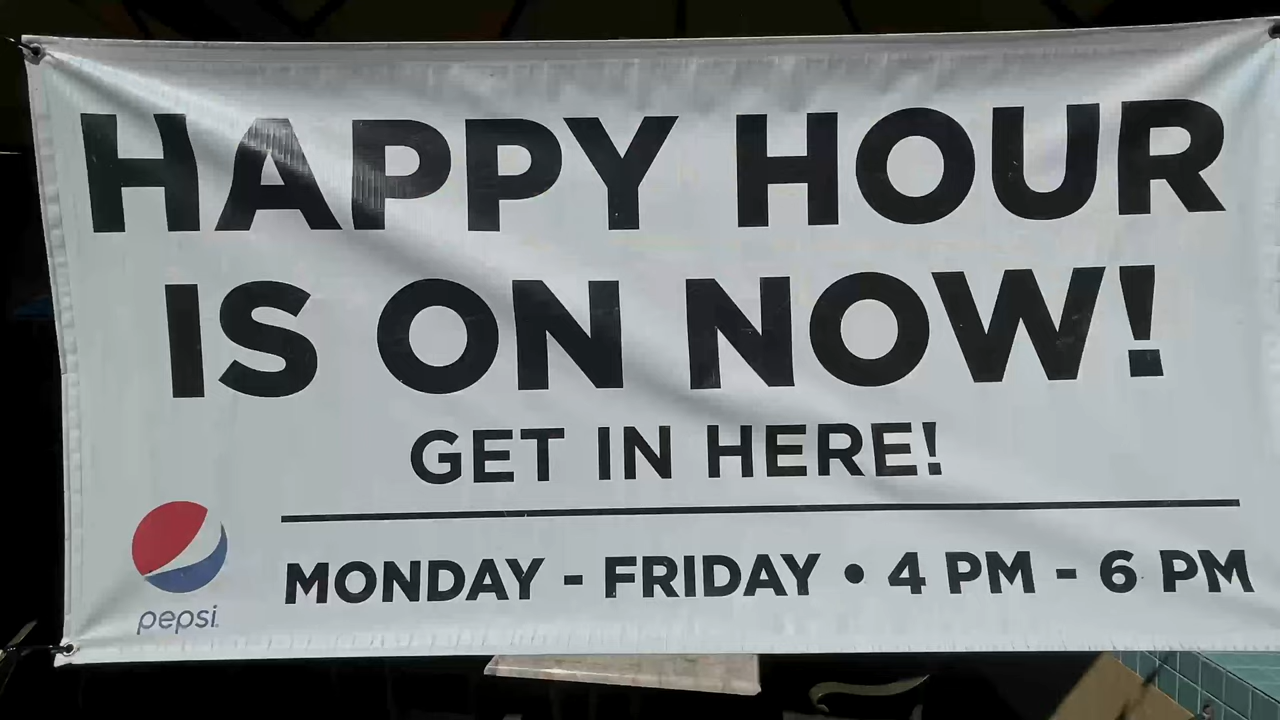 HAPPY HOUR
IS ON NOW!
GET IN HERE!
MONDAY - FRIDAY • 4 PM - 6 PM
pepsi